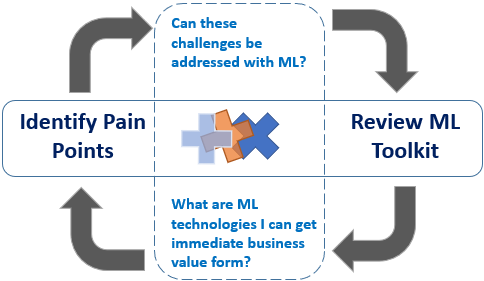 Can these
challenges be
addressed with ML?
Identify Pain
Points
Review ML
Toolkit
What are ML
technologies I can get
immediate business
value form?